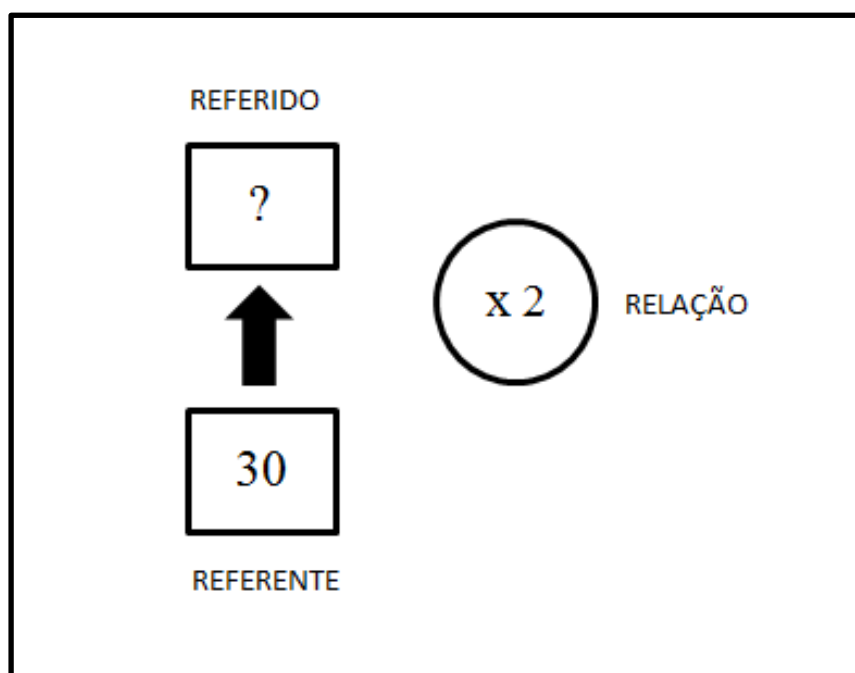 REFERIDO
?
x 2
RELAÇÃO
30
REFERENTE